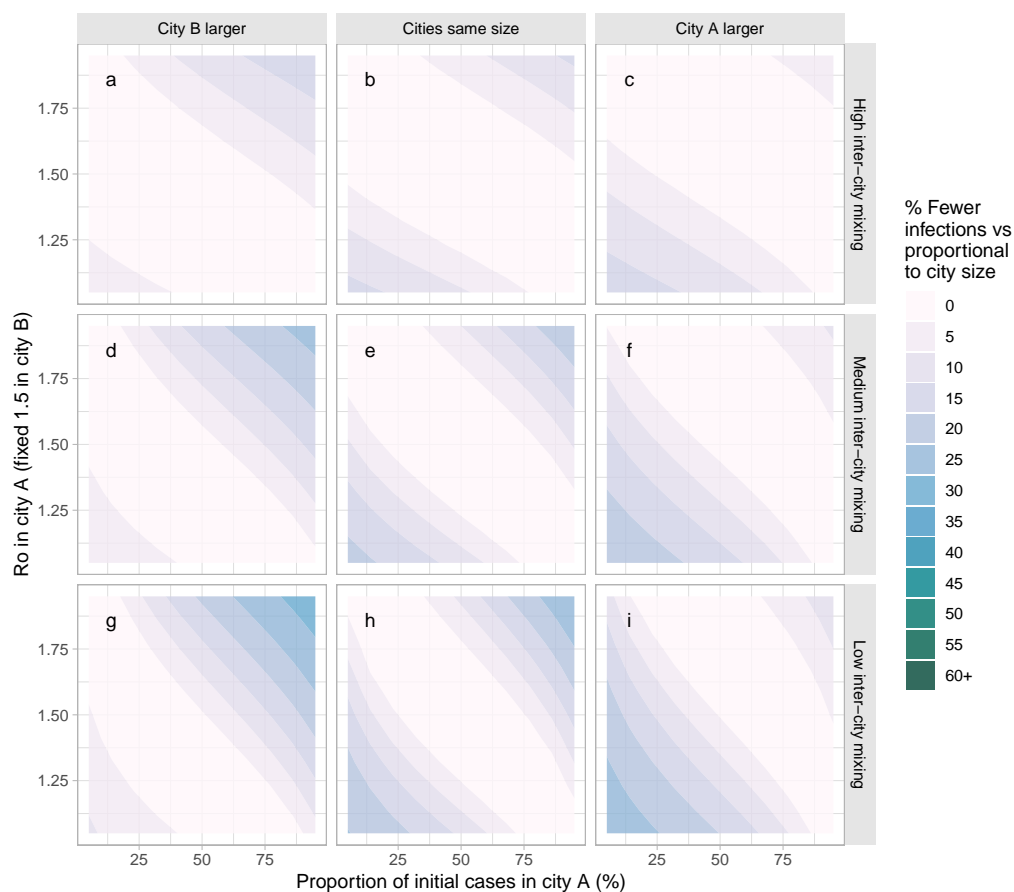 City B larger
Cities same size
City A larger
a
b
c
1.75
1.50
1.25
High inter−city mixing
d
e
f
1.75
1.50
1.25
Medium inter−city mixing
g
h
i
1.75
1.50
1.25
Low inter−city mixing
25
50
75
25
50
75
25
50
75
Proportion of initial cases in city A (%)
Ro in city A (fixed 1.5 in city B)
% Fewer
infections vs
proportional
to city size
0
5
10
15
20
25
30
35
40
45
50
55
60+